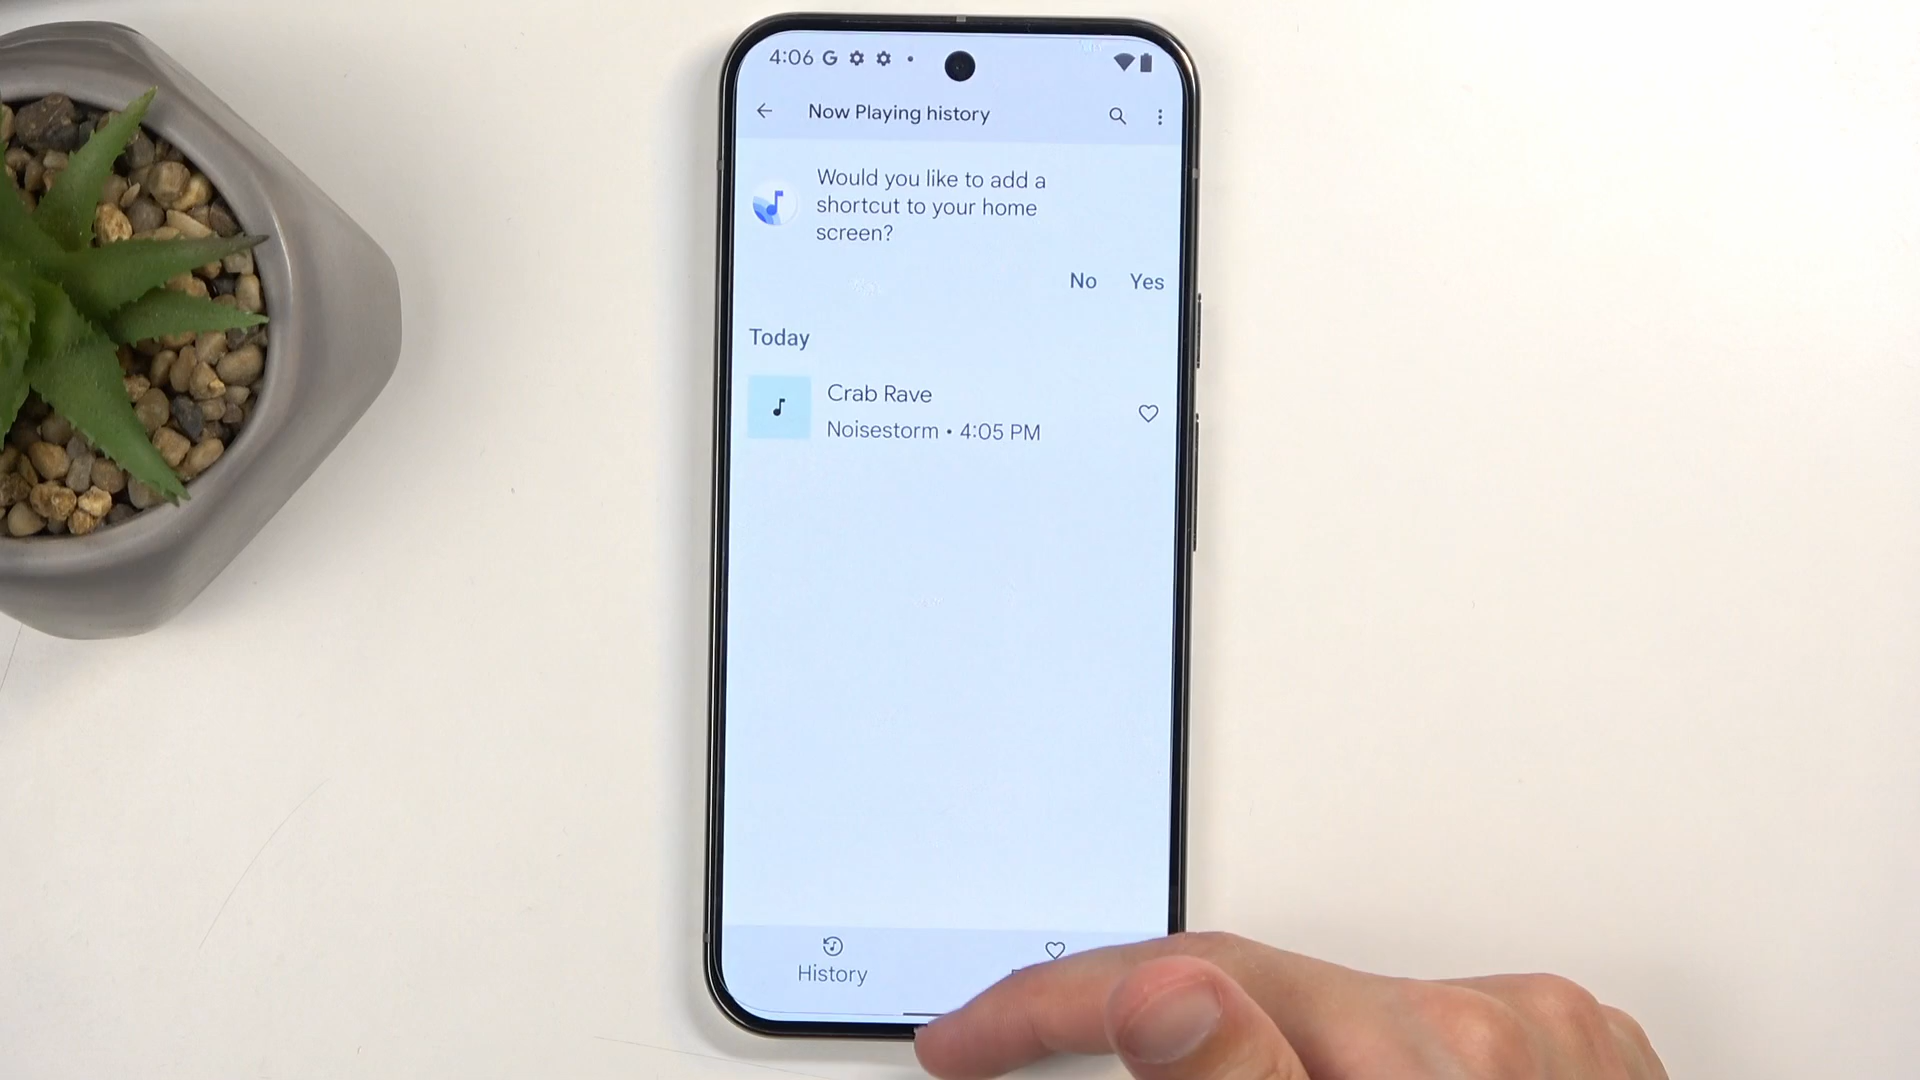 4:06 G
Now Playing history
Would you like to add a
shortcut to your home
screen?
No Yes
Today
Crab Rave
Noisestorm • 4:05 PM
History